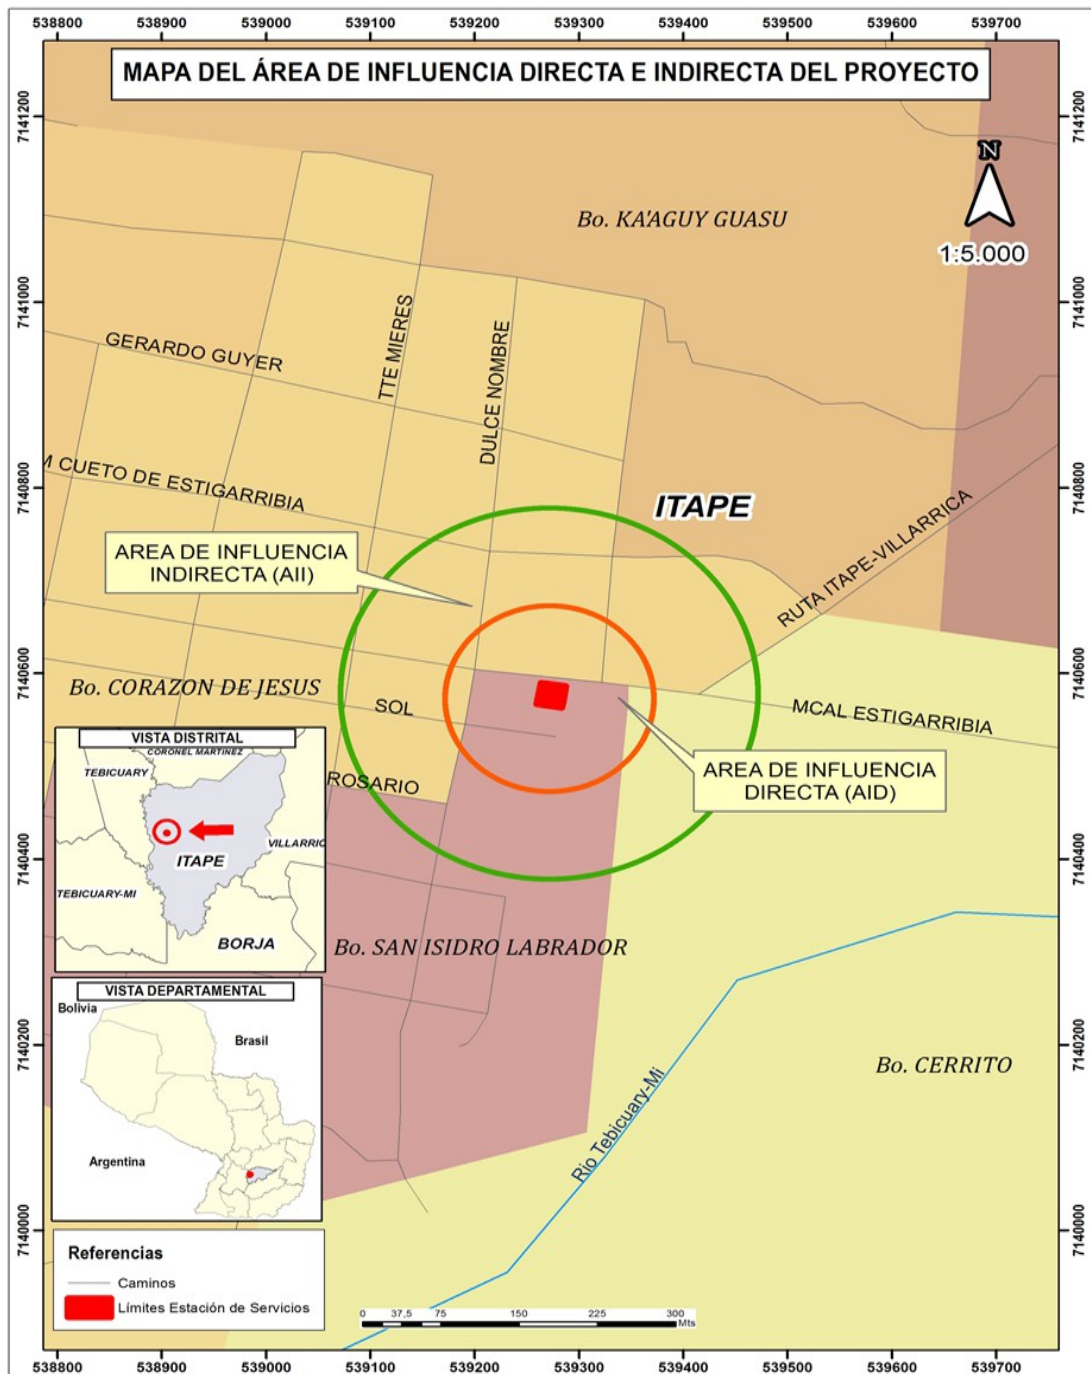 538800 538900 539000 539100 539200 539300 539400 539500 539600 539700
MAPA DEL ÁREA DE INFLUENCIA DIRECTA E INDIRECTA DEL PROYECTO
7141200
7141200
N
1:5.000
Bo. KA'AGUY GUASU
7141000
7141000
TTE MIERES
DULCE NOMBRE
GERARDO GUYER
M CUETO DE ESTIGARRIBIA
7140800
7140800
ITAPE
RUTA ITAPE-VILLARRICA
AREA DE INFLUENCIA
INDIRECTA (AII)
7140600
7140600
Bo. CORAZON DE JESUS
SOL
MCAL ESTIGARRIBIA
ROSARIO
AREA DE INFLUENCIA
DIRECTA (AID)
VISTA DISTRITAL
CORONEL MARTINEZ
TEBICUARY
VILLARRIC
ITAPE
TEBICUARY-MI
BORJA
7140400
7140400
Bo. SAN ISIDRO LABRADOR
VISTA DEPARTAMENTAL
Bolivia
Brasil
Argentina
7140200
7140200
Bo. CERRITO
Rio Tebicuary-Mi
7140000
7140000
Referencias
Caminos
Límites Estación de Servicios
0 37,5 75 150 225 300
Mts
538800 538900 539000 539100 539200 539300 539400 539500 539600 539700